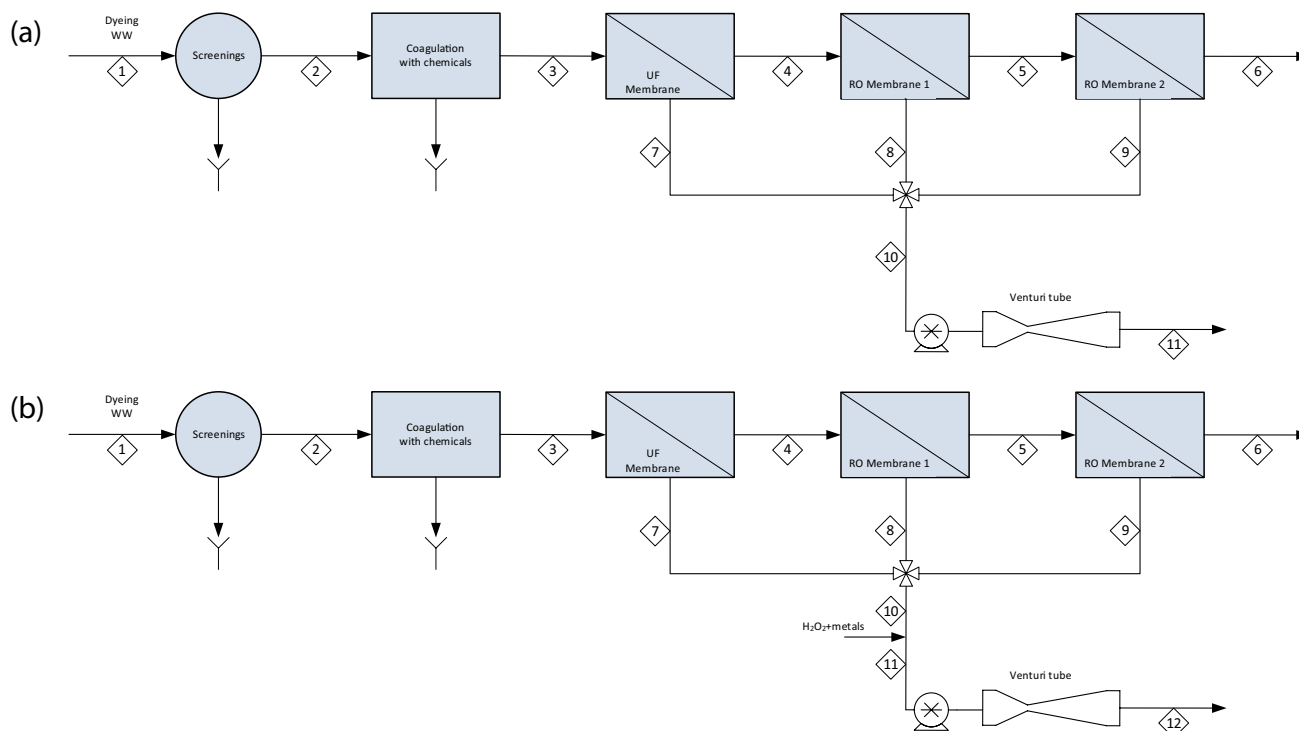 (a)
Dyeing
WW
1
Screenings
2
Coagulation
with chemicals
3
UF
Membrane
4
RO Membrane 1
5
RO Membrane 2
6
7
8
9
10
Venturi tube
11
(b)
Dyeing
WW
1
Screenings
2
Coagulation
with chemicals
3
UF
Membrane
4
RO Membrane 1
5
RO Membrane 2
6
7
8
9
10
H₂O₂+metals
11
Venturi tube
12